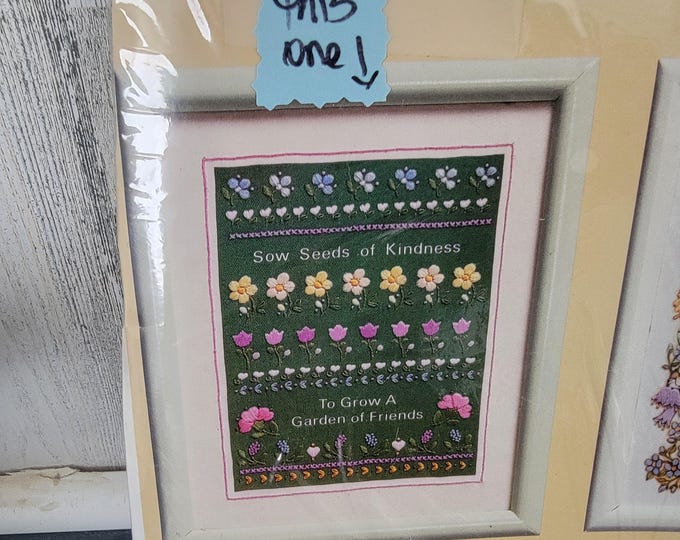 this
one!
Sow Seeds of Kindness
To Grow A
Garden of Friends